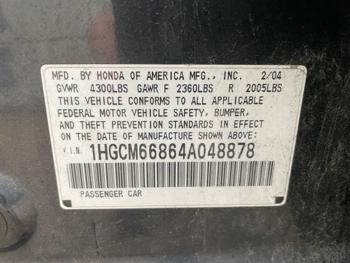 MFD. BY HONDA OF AMERICA MFG., INC. 2/04
GVWR 4300LBS GAWR F 2360LBS R 2005LBS
THIS VEHICLE CONFORMS TO ALL APPLICABLE
FEDERAL MOTOR VEHICLE SAFETY, BUMPER,
AND THEFT PREVENTION STANDARDS IN EFFECT
ON THE DATE OF MANUFACTURE SHOWN ABOVE.
V.I.N. 1HGCM66864A048878
PASSENGER CAR